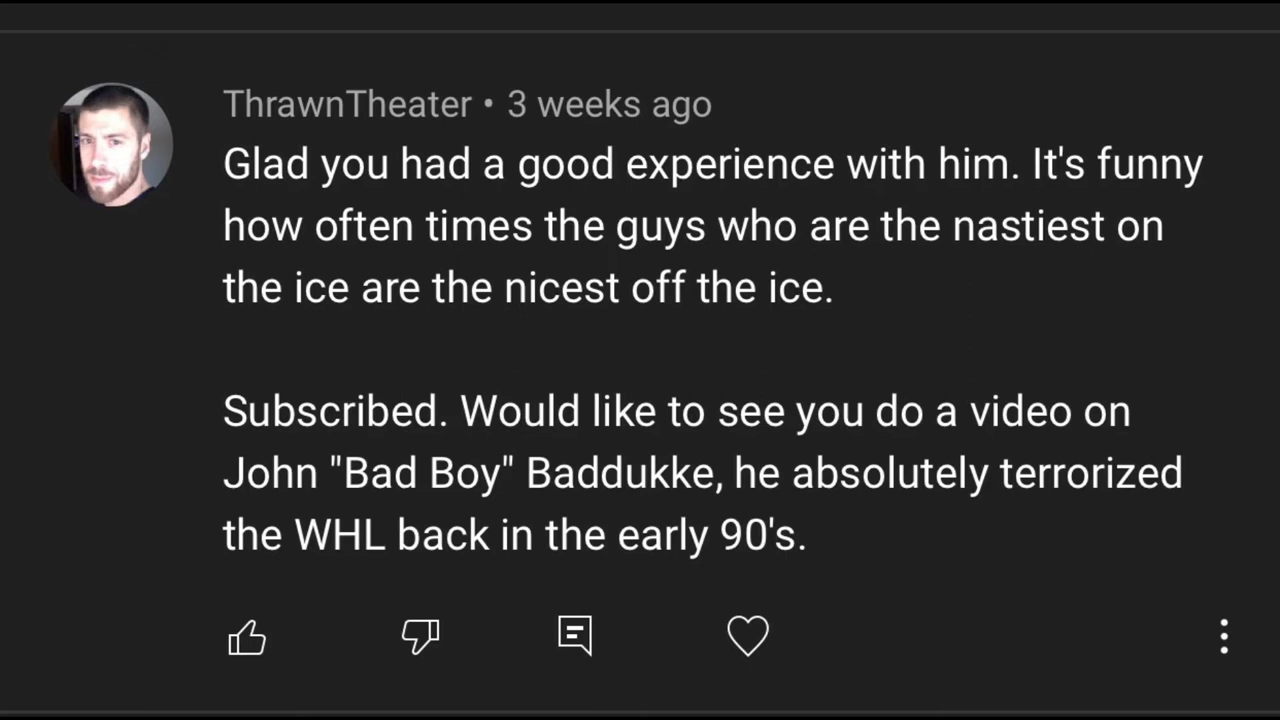 ThrawnTheater • 3 weeks ago
Glad you had a good experience with him. It's funny
how often times the guys who are the nastiest on
the ice are the nicest off the ice.
Subscribed. Would like to see you do a video on
John "Bad Boy" Baddukke, he absolutely terrorized
the WHL back in the early 90's.